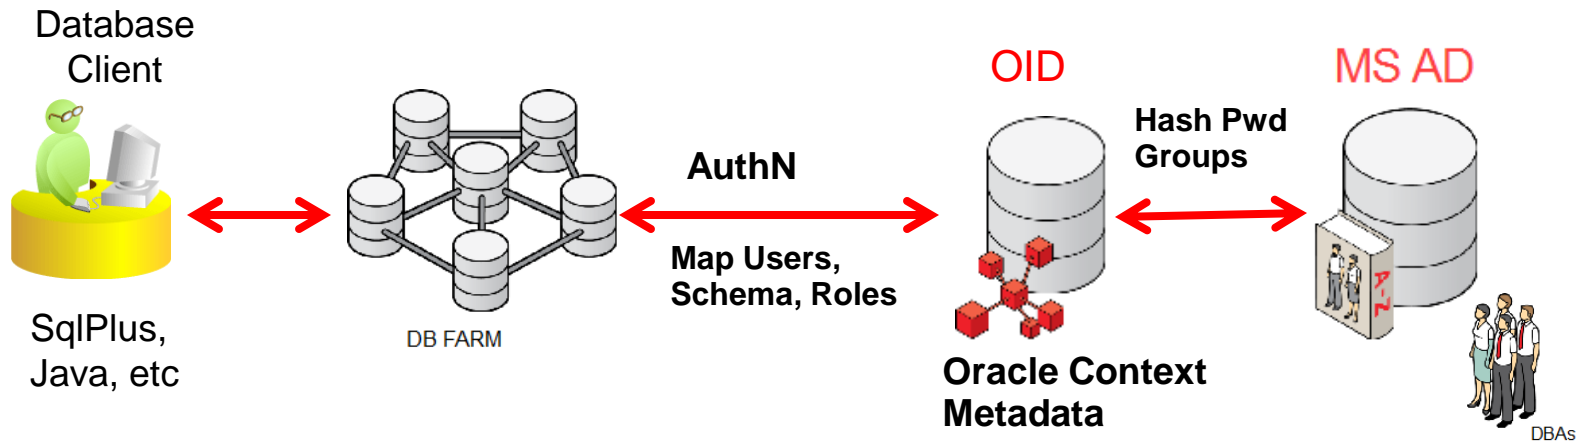 Database
Client
SqlPlus,
Java, etc
DB FARM
AuthN
Map Users,
Schema, Roles
OID
Oracle Context
Metadata
Hash Pwd
Groups
MS AD
A-Z
DBAs